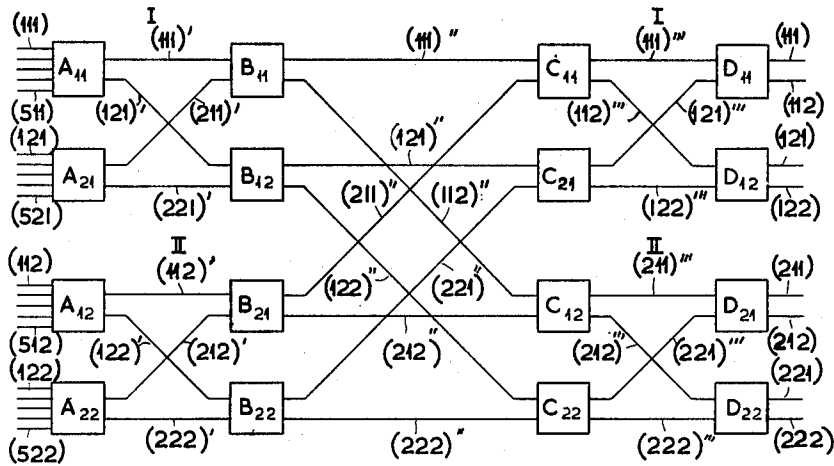 I I
(111) (111)' (111)" (111)‴ (111)
A11 B11 C11 D11
(511) (121)' (211)' (112)‴ (121)‴ (112)
(121) (121)" (121)
A21 B12 C21 D12
(521) (221)' (211)" (112)" (122)‴ (122)
II II
(112) (112)' (122)" (221)" (211)‴ (211)
A12 B21 C12 D21
(512) (122)' (212)' (212)" (212)‴ (221)‴ (212)
(122) (221)
A22 B22 C22 D22
(522) (222)' (222)" (222)‴ (222)